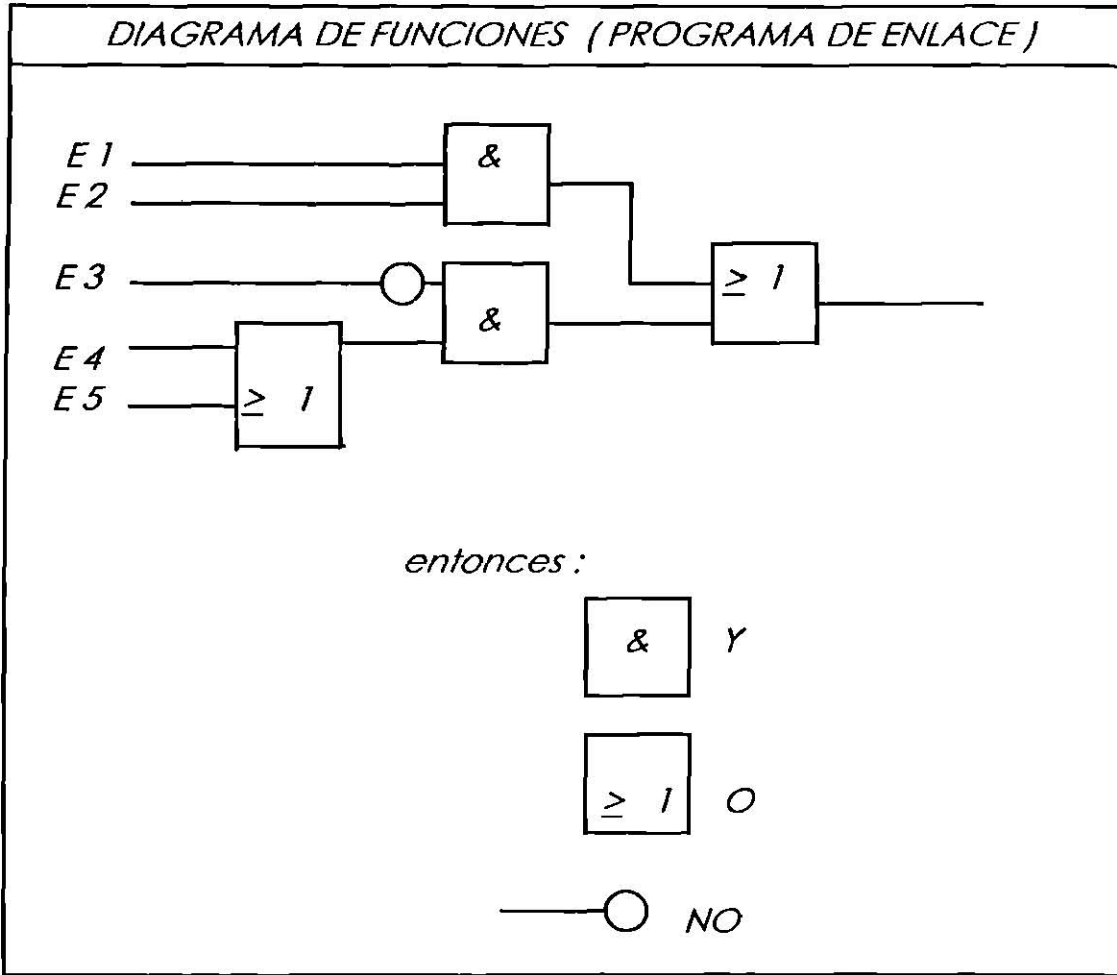 DIAGRAMA DE FUNCIONES ( PROGRAMA DE ENLACE )
E 1
&
E 2
E 3
≥ 1
&
E 4
E 5
≥ 1
entonces :
& Y
≥ 1 O
NO